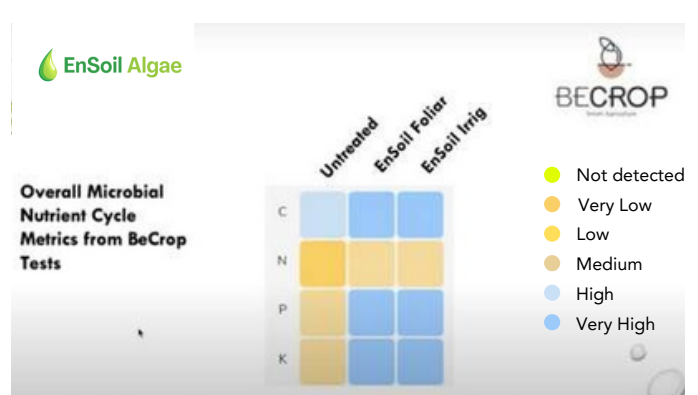 EnSoil Algae
BECROP
Untreated
EnSoil Foliar
EnSoil Irrig
Overall Microbial
Nutrient Cycle
Metrics from BeCrop
Tests
C
N
P
K
Not detected
Very Low
Low
Medium
High
Very High